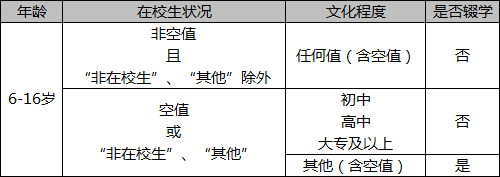 年龄 在校生状况 文化程度 是否辍学
6-16岁
非空值
且
“非在校生”、“其他”除外
任何值（含空值） 否
空值
或
“非在校生”、“其他”
初中
高中
大专及以上
否
其他（含空值） 是